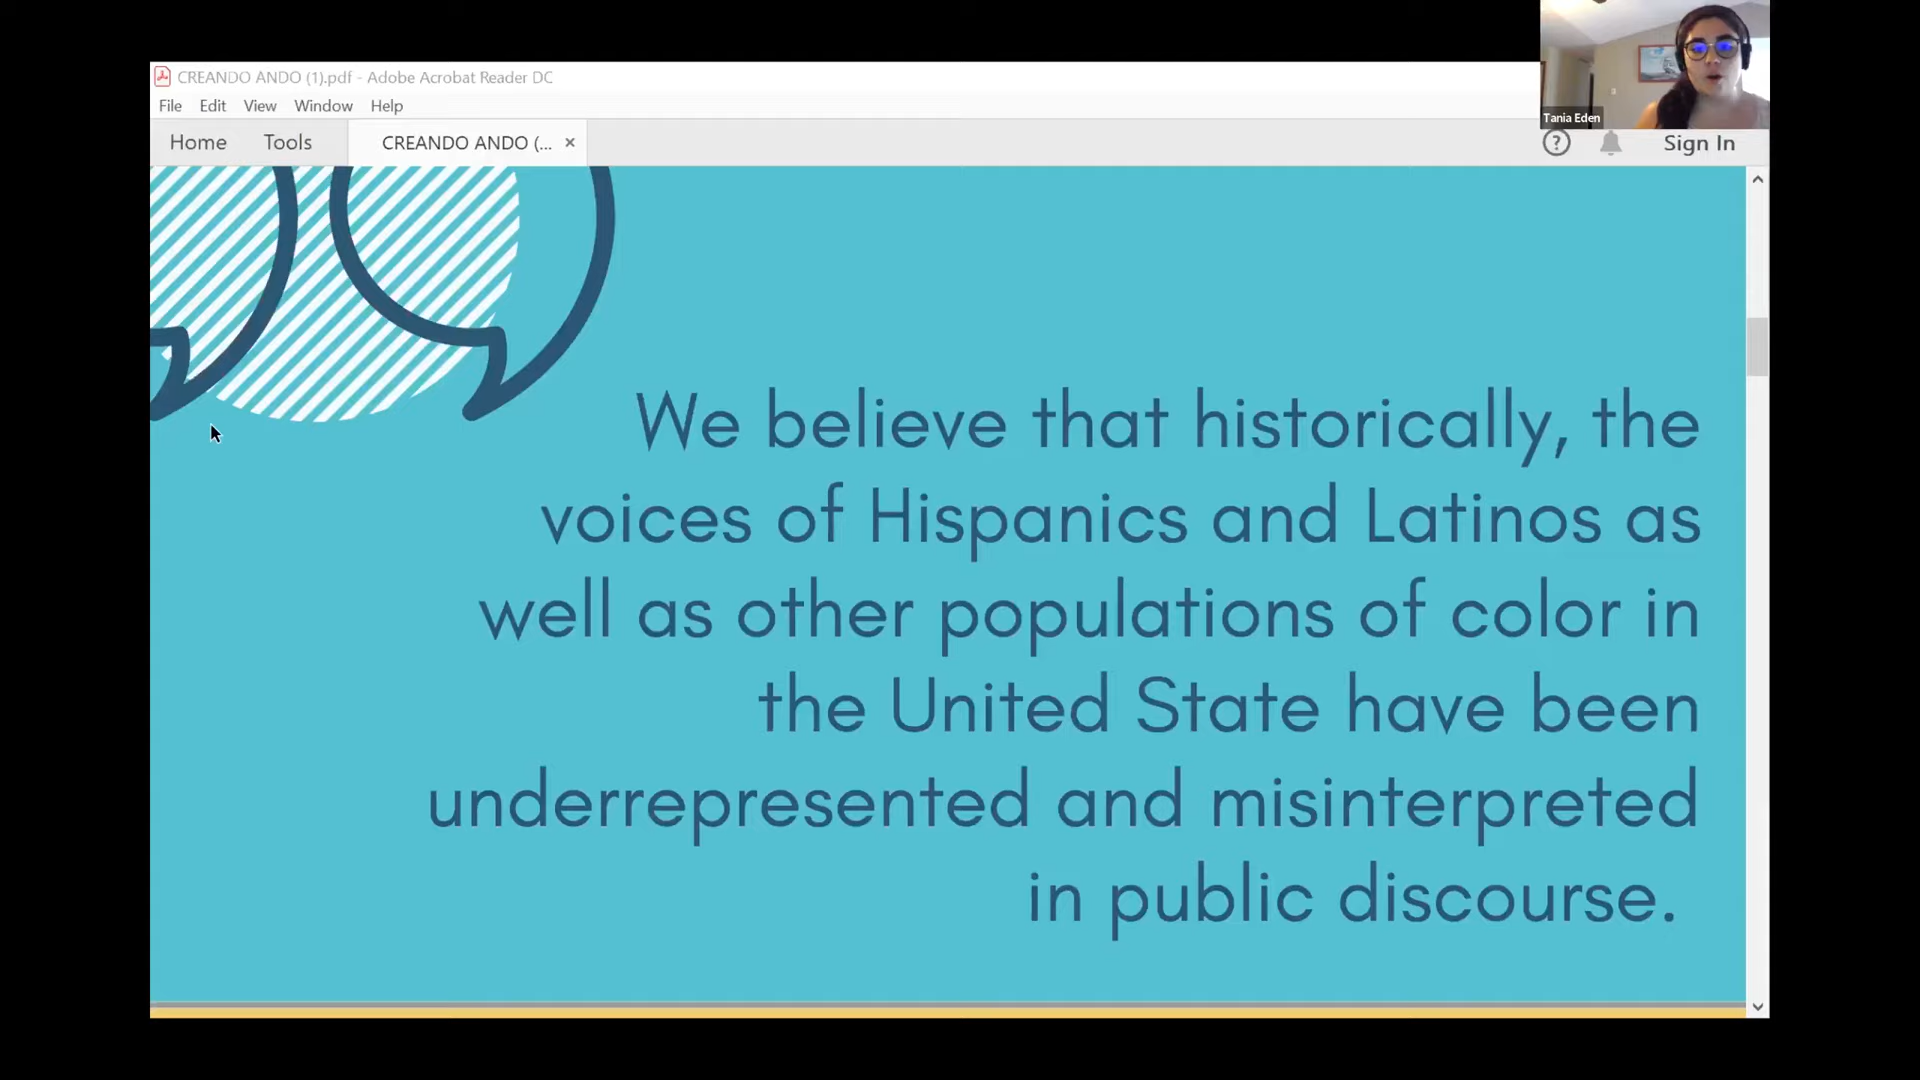 CREANDO ANDO (1).pdf - Adobe Acrobat Reader DC
File Edit View Window Help
Home Tools CREANDO ANDO (... × Sign In
Tania Eden
We believe that historically, the
voices of Hispanics and Latinos as
well as other populations of color in
the United State have been
underrepresented and misinterpreted
in public discourse.